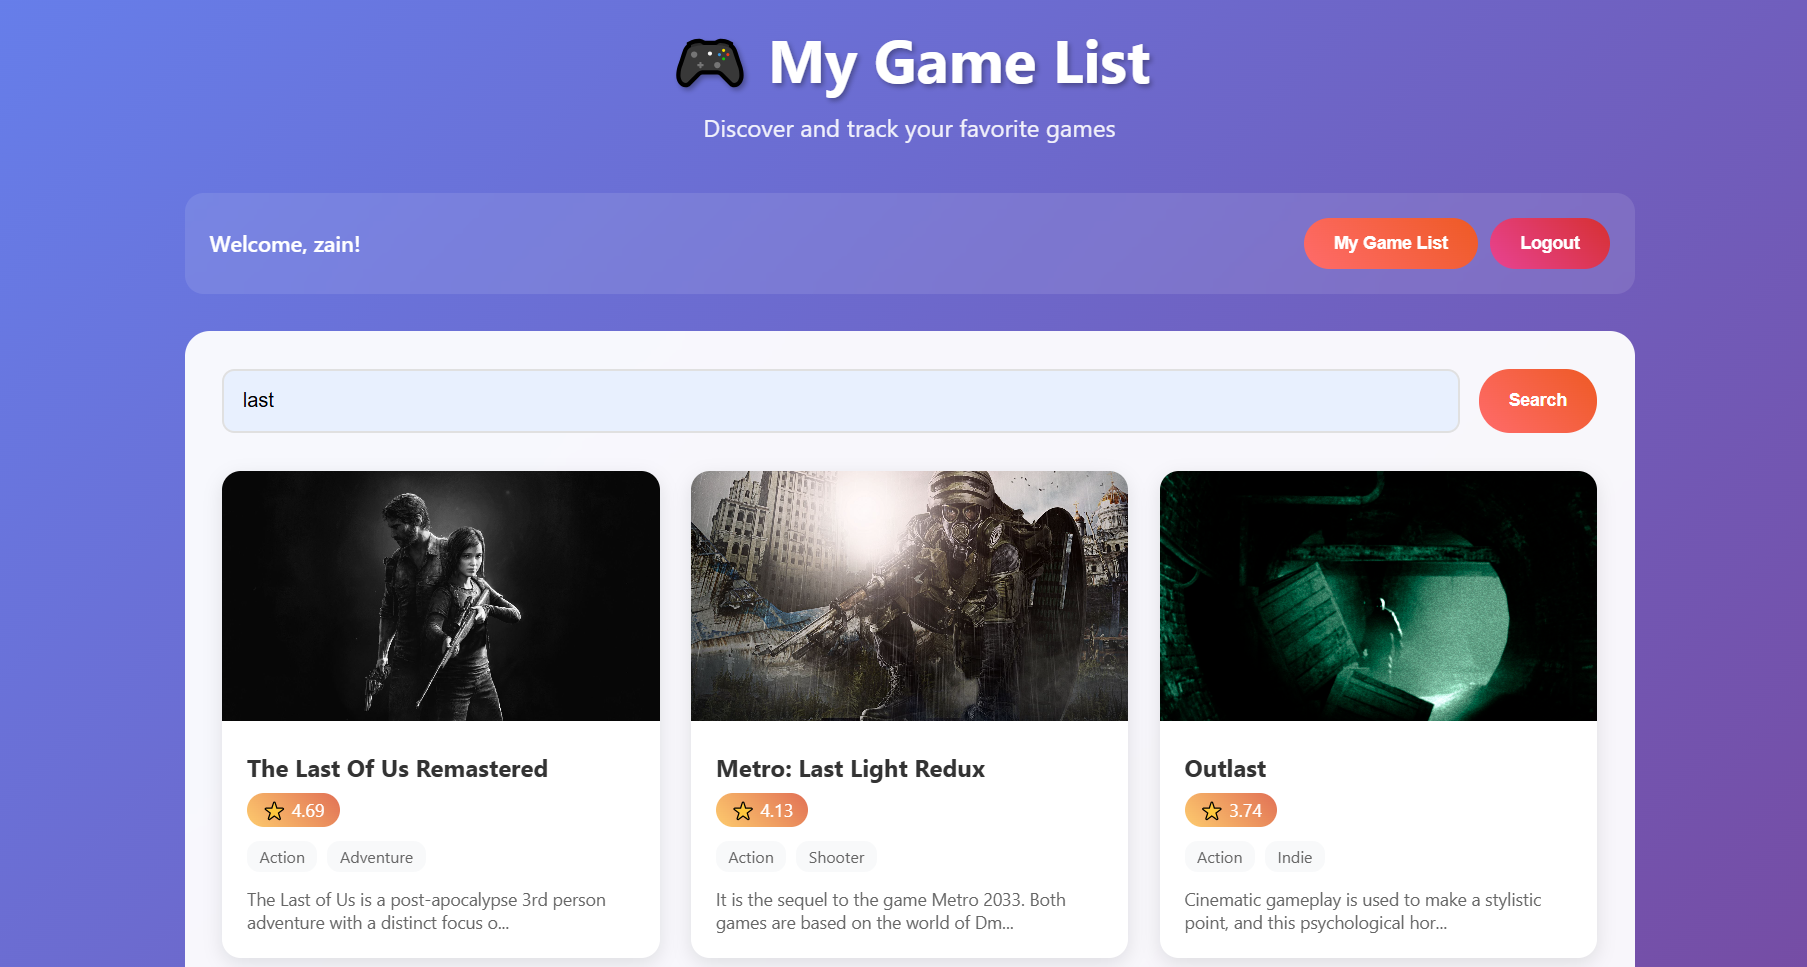 My Game List
Discover and track your favorite games
Welcome, zain!
My Game List
Logout
last
Search
The Last Of Us Remastered
4.69
Action
Adventure
The Last of Us is a post-apocalypse 3rd person
adventure with a distinct focus o...
Metro: Last Light Redux
4.13
Action
Shooter
It is the sequel to the game Metro 2033. Both
games are based on the world of Dm...
Outlast
3.74
Action
Indie
Cinematic gameplay is used to make a stylistic
point, and this psychological hor...